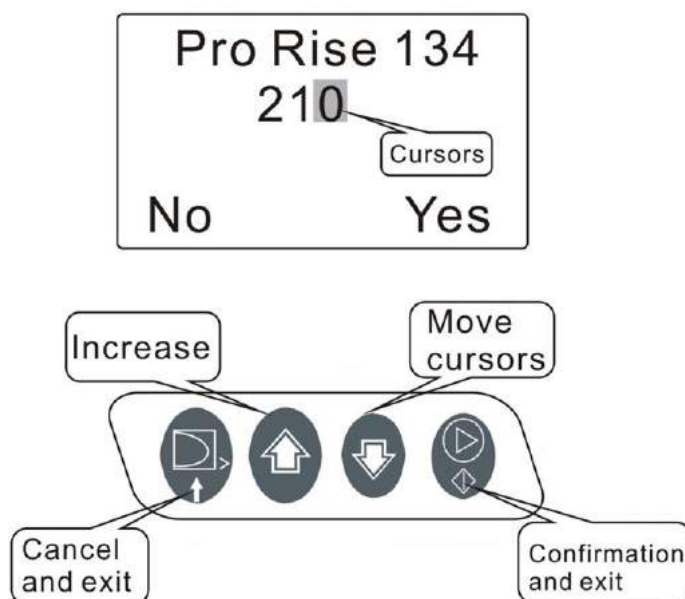 Pro Rise 134
210
Cursors
No Yes
Increase
Move
cursors
Cancel
and exit
Confirmation
and exit